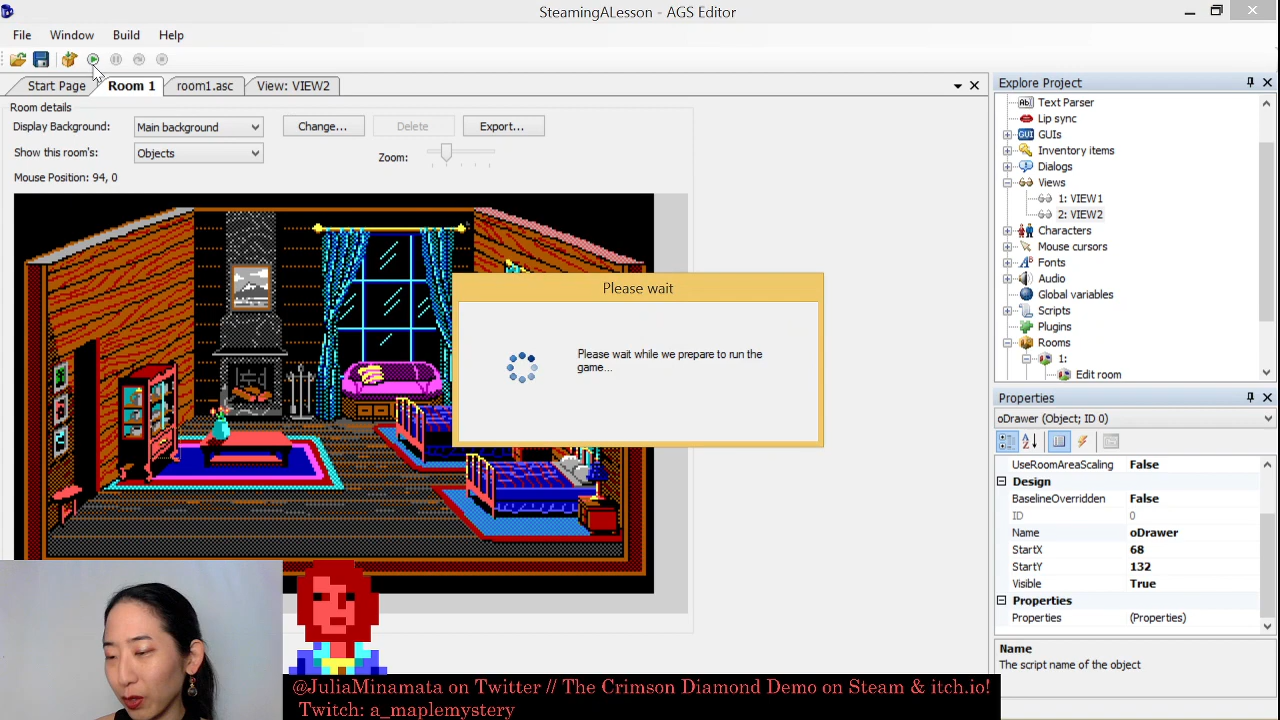 SteamingALesson - AGS Editor
File Window Build Help
Start Page Room 1 room1.asc View: VIEW2
Room details
Display Background: Main background Change... Delete Export...
Show this room's: Objects Zoom:
Mouse Position: 94, 0
Please wait
Please wait while we prepare to run the
game...
Explore Project
Ab Text Parser
Lip sync
GUI GUIs
Inventory items
Dialogs
Views
1: VIEW1
2: VIEW2
Characters
Mouse cursors
Fonts
Audio
Global variables
Scripts
Plugins
Rooms
1:
Edit room
Properties
oDrawer (Object; ID 0)
UseRoomAreaScaling False
Design
BaselineOverridden False
ID 0
Name oDrawer
StartX 68
StartY 132
Visible True
Properties
Properties (Properties)
Name
The script name of the object
@JuliaMinamata on Twitter // The Crimson Diamond Demo on Steam & itch.io!
Twitch: a_maplemystery